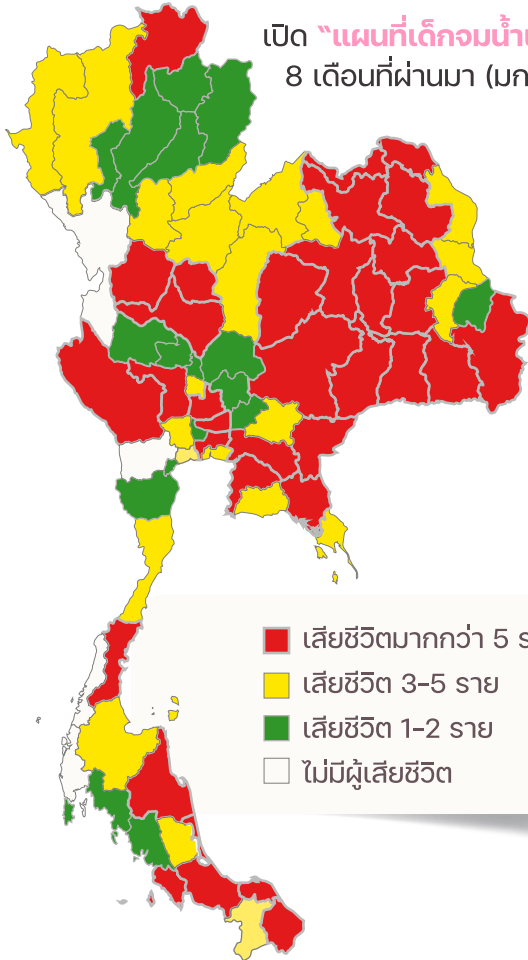 เปิด “แผนที่เด็กจมน้ำ
8 เดือนที่ผ่านมา (มก
เสียชีวิตมากกว่า 5 ร
เสียชีวิต 3-5 ราย
เสียชีวิต 1-2 ราย
ไม่มีผู้เสียชีวิต